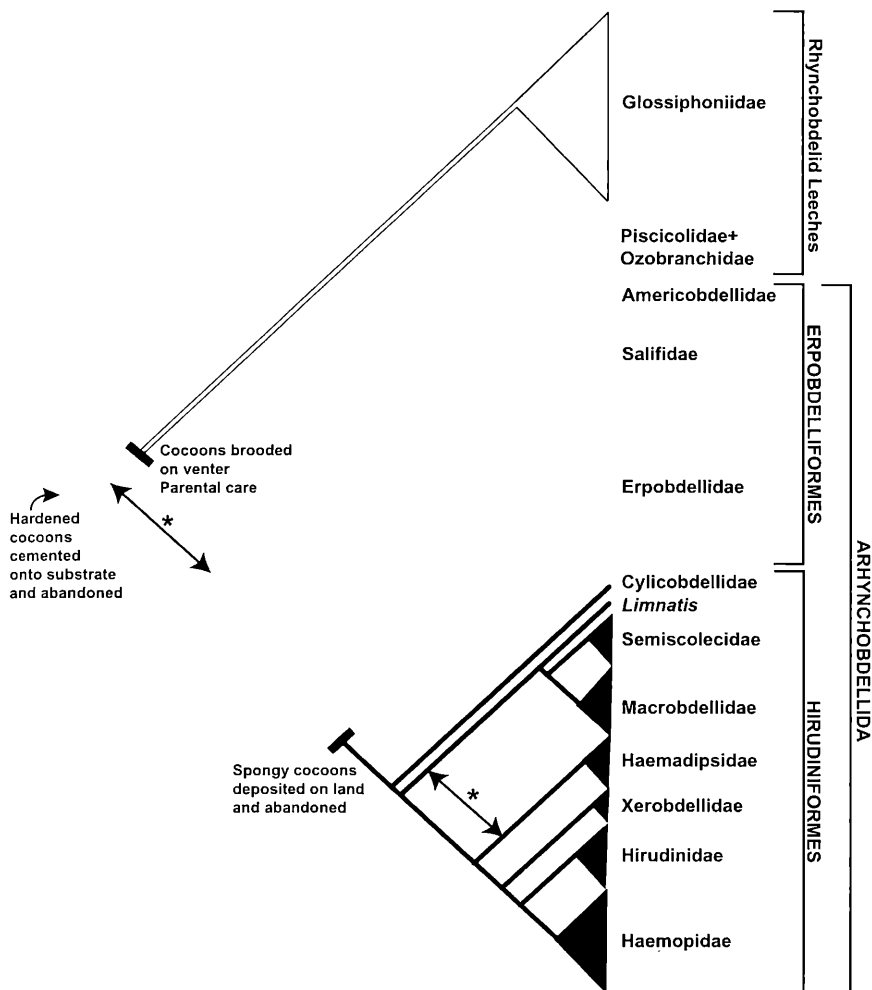 Glossiphoniidae
Piscicolidae+
Ozobranchidae
Rhynchobdelid Leeches
Americobdellidae
Salifidae
Erpobdellidae
ERPOBDELLIFORMES
Cocoons brooded
on venter
Parental care
*
Hardened
cocoons
cemented
onto substrate
and abandoned
Cylicobdellidae
Limnatis
Semiscolecidae
Macrobdellidae
Haemadipsidae
Xerobdellidae
Hirudinidae
Haemopidae
HIRUDINIFORMES
ARHYNCHOBDELLIDA
Spongy cocoons
deposited on land
and abandoned
*